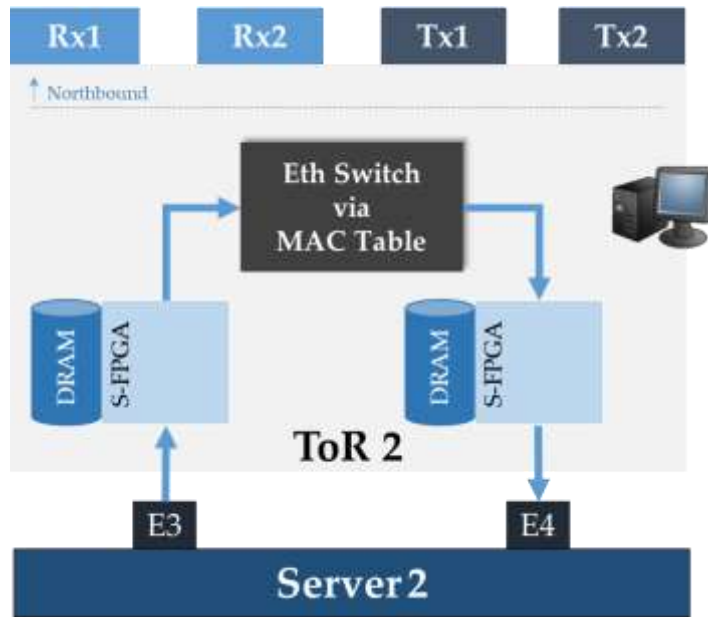 Rx1 Rx2 Tx1 Tx2
Northbound
Eth Switch
via
MAC Table
DRAM
S-FPGA
DRAM
S-FPGA
ToR 2
E3 E4
Server 2